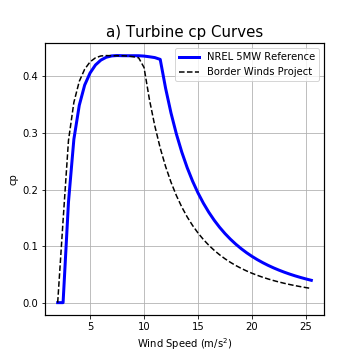 a) Turbine cp Curves
NREL 5MW Reference
Border Winds Project
cp
0.4
0.3
0.2
0.1
0.0
5 10 15 20 25
Wind Speed (m/s²)